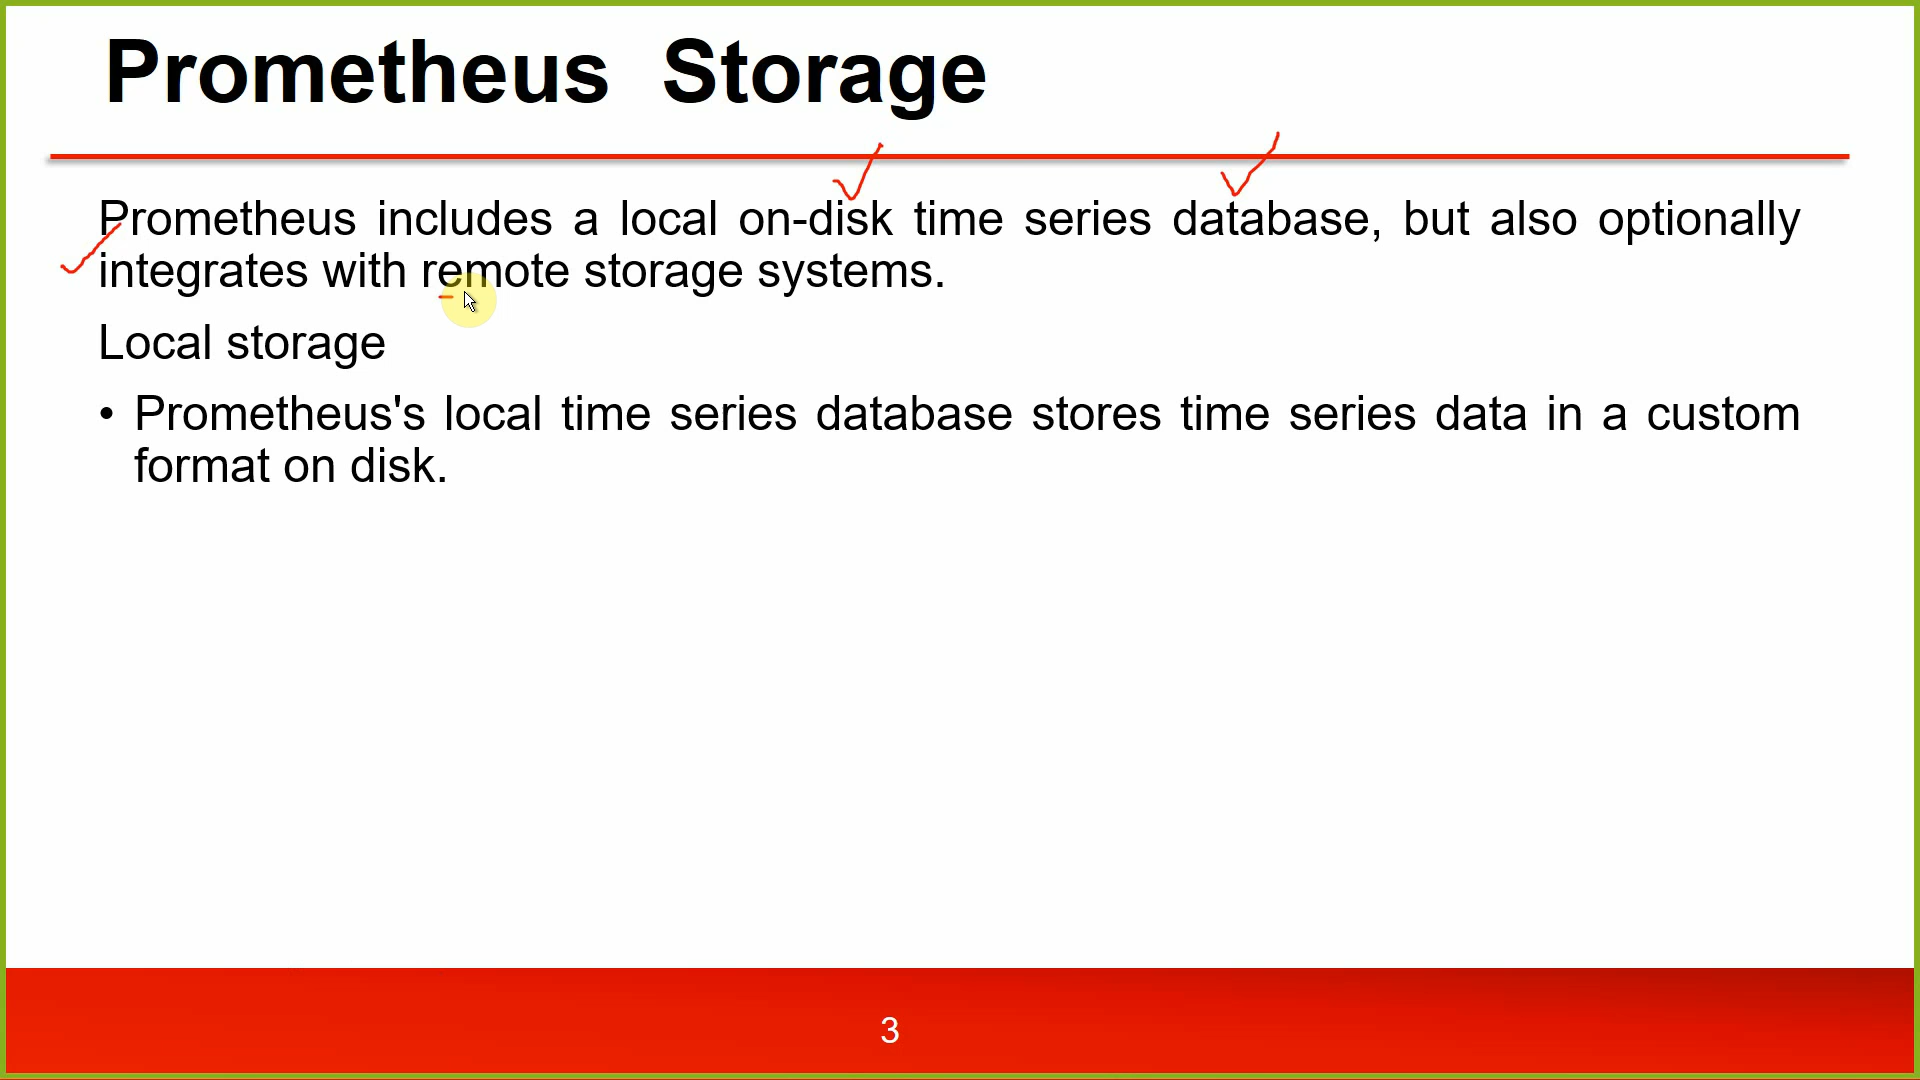 Prometheus Storage
Prometheus includes a local on-disk time series database, but also optionally
integrates with remote storage systems.
Local storage
• Prometheus's local time series database stores time series data in a custom
format on disk.
3